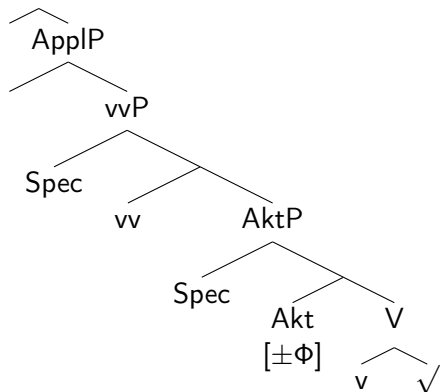 ApplP
vvP
Spec
vv AktP
Spec
Akt V
[±Φ]
v √